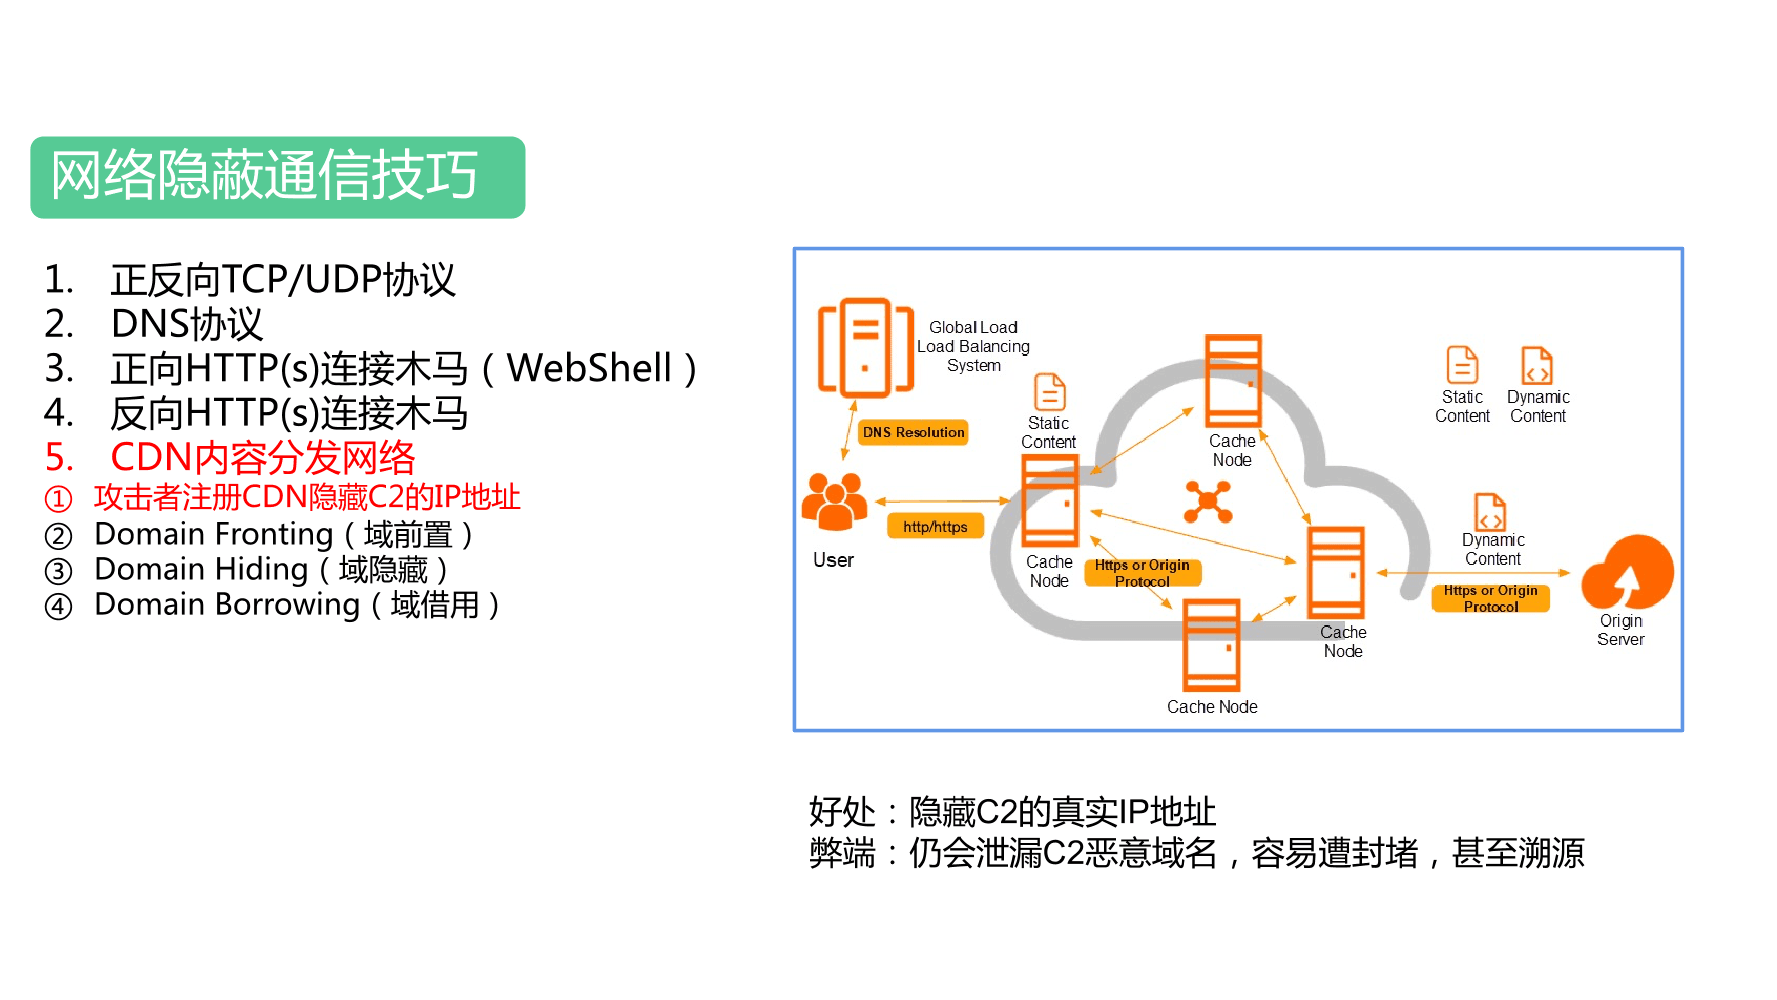 网络隐蔽通信技巧
1. 正反向TCP/UDP协议
2. DNS协议
3. 正向HTTP(s)连接木马（WebShell）
4. 反向HTTP(s)连接木马
5. CDN内容分发网络
① 攻击者注册CDN隐藏C2的IP地址
② Domain Fronting（域前置）
③ Domain Hiding（域隐藏）
④ Domain Borrowing（域借用）
Global Load
Load Balancing
System
DNS Resolution
Static
Content
User
http/https
Cache
Node
Cache
Node
Https or Origin
Protocol
Cache Node
Cache
Node
Static
Content
Dynamic
Content
Dynamic
Content
Https or Origin
Protocol
Origin
Server
好处：隐藏C2的真实IP地址
弊端：仍会泄漏C2恶意域名，容易遭封堵，甚至溯源